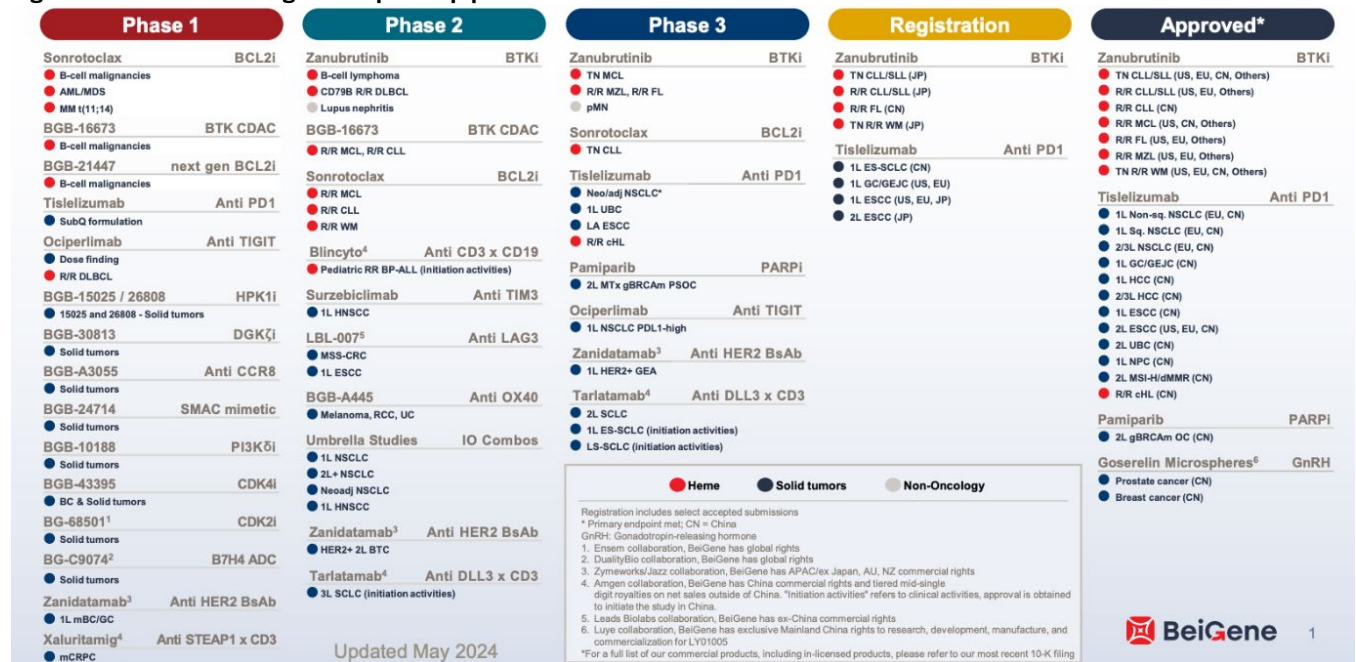 Phase 1
Sonrotoclax BCL2i
B-cell malignancies
AML/MDS
MM t(11;14)
BGB-16673 BTK CDAC
B-cell malignancies
BGB-21447 next gen BCL2i
B-cell malignancies
Tislelizumab Anti PD1
SubQ formulation
Ociperlimab Anti TIGIT
Dose finding
R/R DLBCL
BGB-15025 / 26808 HPK1i
15025 and 26808 - Solid tumors
BGB-30813 DGKζi
Solid tumors
BGB-A3055 Anti CCR8
Solid tumors
BGB-24714 SMAC mimetic
Solid tumors
BGB-10188 PI3Kδi
Solid tumors
BGB-43395 CDK4i
BC & Solid tumors
BG-68501¹ CDK2i
Solid tumors
BG-C9074² B7H4 ADC
Solid tumors
Zanidatamab³ Anti HER2 BsAb
1L mBC/GC
Xaluritamig⁴ Anti STEAP1 x CD3
mCRPC
Phase 2
Zanubrutinib BTKi
B-cell lymphoma
CD79B R/R DLBCL
Lupus nephritis
BGB-16673 BTK CDAC
R/R MCL, R/R CLL
Sonrotoclax BCL2i
R/R MCL
R/R CLL
R/R WM
Blincyto⁴ Anti CD3 x CD19
Pediatric RR BP-ALL (initiation activities)
Surzebiclimab Anti TIM3
1L HNSCC
LBL-007⁵ Anti LAG3
MSS-CRC
1L ESCC
BGB-A445 Anti OX40
Melanoma, RCC, UC
Umbrella Studies IO Combos
1L NSCLC
2L+ NSCLC
Neoadj NSCLC
1L HNSCC
Zanidatamab³ Anti HER2 BsAb
HER2+ 2L BTC
Tarlatamab⁴ Anti DLL3 x CD3
3L SCLC (initiation activities)
Updated May 2024
Phase 3
Zanubrutinib BTKi
TN MCL
R/R MZL, R/R FL
pMN
Sonrotoclax BCL2i
TN CLL
Tislelizumab Anti PD1
Neo/adj NSCLC*
1L UBC
LA ESCC
R/R cHL
Pamiparib PARPi
2L MTx gBRCAm PSOC
Ociperlimab Anti TIGIT
1L NSCLC PDL1-high
Zanidatamab³ Anti HER2 BsAb
1L HER2+ GEA
Tarlatamab⁴ Anti DLL3 x CD3
2L SCLC
1L ES-SCLC (initiation activities)
LS-SCLC (initiation activities)
Registration
Zanubrutinib BTKi
TN CLL/SLL (JP)
R/R CLL/SLL (JP)
R/R FL (CN)
TN R/R WM (JP)
Tislelizumab Anti PD1
1L ES-SCLC (CN)
1L GC/GEJC (US, EU)
1L ESCC (US, EU, JP)
2L ESCC (JP)
Approved*
Zanubrutinib BTKi
TN CLL/SLL (US, EU, CN, Others)
R/R CLL/SLL (US, EU, Others)
R/R CLL (CN)
R/R MCL (US, CN, Others)
R/R FL (US, EU, Others)
R/R MZL (US, EU, Others)
TN R/R WM (US, EU, CN, Others)
Tislelizumab Anti PD1
1L Non-sq. NSCLC (EU, CN)
1L Sq. NSCLC (EU, CN)
2/3L NSCLC (EU, CN)
1L GC/GEJC (CN)
1L HCC (CN)
2/3L HCC (CN)
1L ESCC (CN)
2L ESCC (US, EU, CN)
2L UBC (CN)
1L NPC (CN)
2L MSI-H/dMMR (CN)
R/R cHL (CN)
Pamiparib PARPi
2L gBRCAm OC (CN)
Goserelin Microspheres⁶ GnRH
Prostate cancer (CN)
Breast cancer (CN)
Heme Solid tumors Non-Oncology
Registration includes select accepted submissions
* Primary endpoint met; CN = China
GnRH: Gonadotropin-releasing hormone
1. Ensem collaboration, BeiGene has global rights
2. DualityBio collaboration, BeiGene has global rights
3. Zymeworks/Jazz collaboration, BeiGene has APAC/ex Japan, AU, NZ commercial rights
4. Amgen collaboration, BeiGene has China commercial rights and tiered mid-single
digit royalties on net sales outside of China. "Initiation activities" refers to clinical activities, approval is obtained
to initiate the study in China.
5. Leads Biolabs collaboration, BeiGene has ex-China commercial rights
6. Luye collaboration, BeiGene has exclusive Mainland China rights to research, development, manufacture, and
commercialization for LY01005
*For a full list of our commercial products, including in-licensed products, please refer to our most recent 10-K filing
BeiGene 1